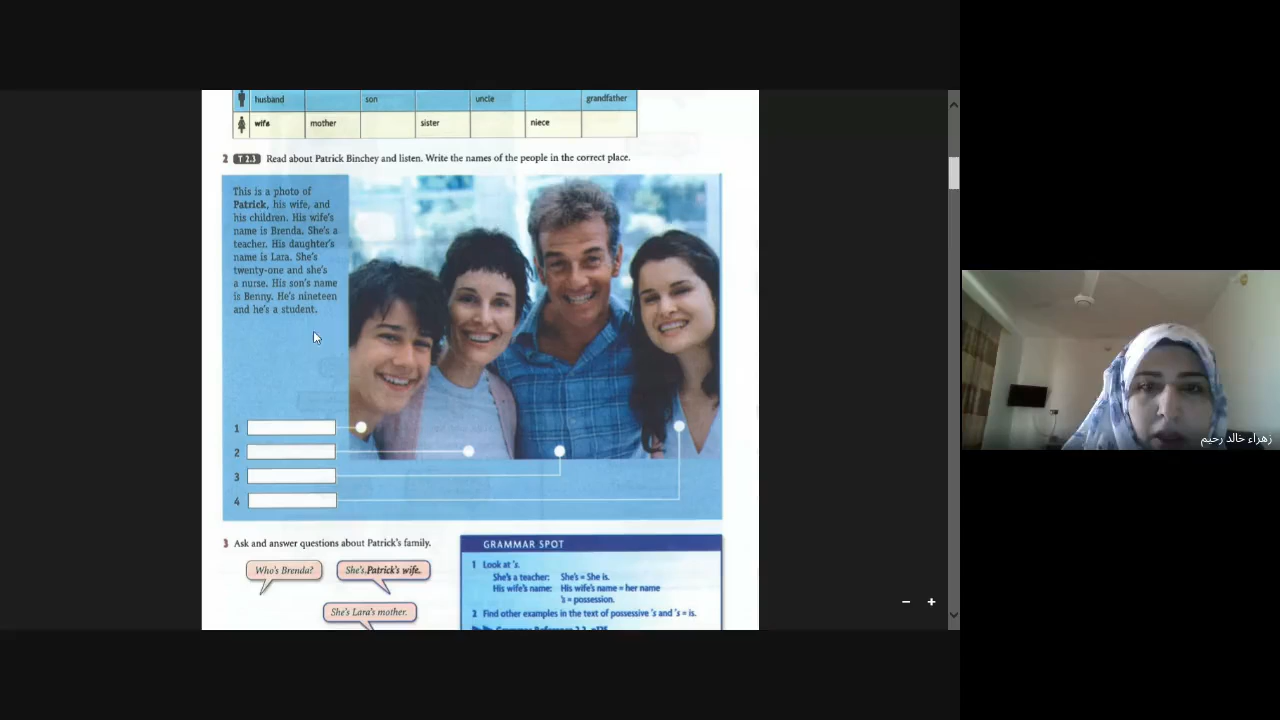 husband son uncle grandfather
wife mother sister niece
2 T 2.3 Read about Patrick Binchey and listen. Write the names of the people in the correct place.
This is a photo of
Patrick, his wife, and
his children. His wife's
name is Brenda. She's a
teacher. His daughter's
name is Lara. She's
twenty-one and she's
a nurse. His son's name
is Benny. He's nineteen
and he's a student.
1
2
3
4
3 Ask and answer questions about Patrick's family.
Who's Brenda?
She's Patrick's wife.
She's Lara's mother.
GRAMMAR SPOT
1 Look at 's.
She's a teacher: She's = She is.
His wife's name: His wife's name = her name
's = possession.
2 Find other examples in the text of possessive 's and 's = is.
Grammar Reference
زهراء خالد رحيم